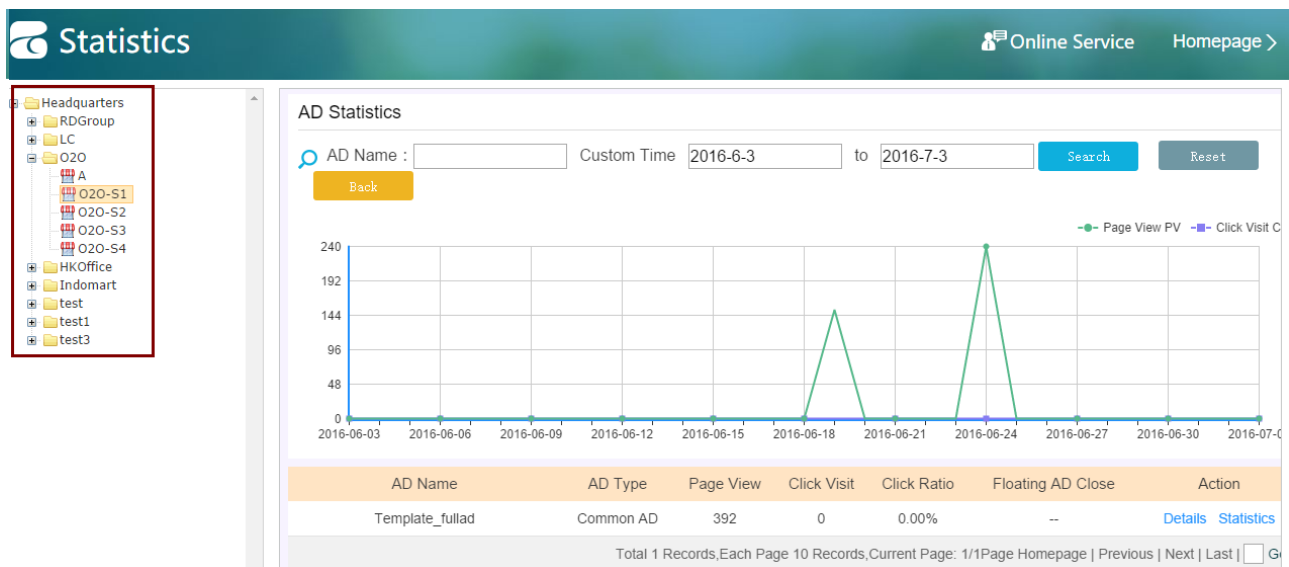 Statistics
Online Service
Homepage >
Headquarters
RDGroup
LC
O2O
A
O2O-S1
O2O-S2
O2O-S3
O2O-S4
HKOffice
Indomart
test
test1
test3
AD Statistics
AD Name : Custom Time 2016-6-3 to 2016-7-3 Search Reset
Back
Page View PV Click Visit C
240
192
144
96
48
0
2016-06-03 2016-06-06 2016-06-09 2016-06-12 2016-06-15 2016-06-18 2016-06-21 2016-06-24 2016-06-27 2016-06-30 2016-07-0
AD Name AD Type Page View Click Visit Click Ratio Floating AD Close Action
Template_fullad Common AD 392 0 0.00% -- Details Statistics
Total 1 Records,Each Page 10 Records,Current Page: 1/1Page Homepage | Previous | Next | Last | G